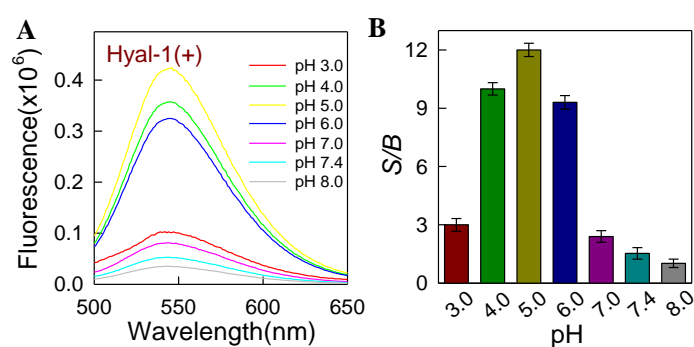 A
Hyal-1(+)
Fluorescence(x10⁶)
0.4
0.3
0.2
0.1
0.0
pH 3.0
pH 4.0
pH 5.0
pH 6.0
pH 7.0
pH 7.4
pH 8.0
500 550 600 650
Wavelength(nm)
B
S/B
12
9
6
3
0
3.0 4.0 5.0 6.0 7.0 7.4 8.0
pH